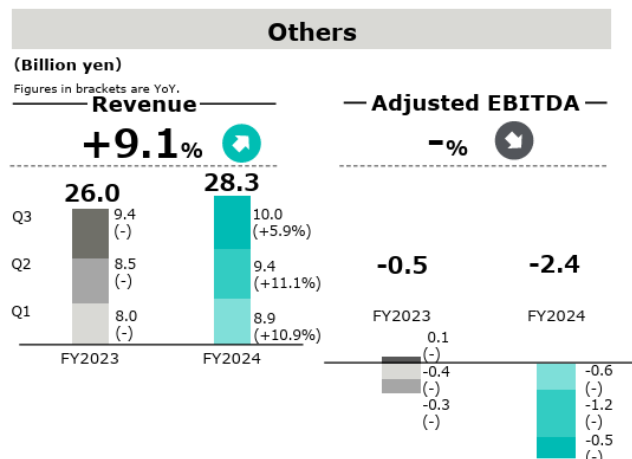 Others
(Billion yen)
Figures in brackets are YoY.
Revenue
+9.1%
26.0
28.3
Q3
9.4
(-)
10.0
(+5.9%)
Q2
8.5
(-)
9.4
(+11.1%)
Q1
8.0
(-)
8.9
(+10.9%)
FY2023
FY2024
Adjusted EBITDA
-%
-0.5
-2.4
FY2023
FY2024
0.1
(-)
-0.4
(-)
-0.3
(-)
-0.6
(-)
-1.2
(-)
-0.5
(-)